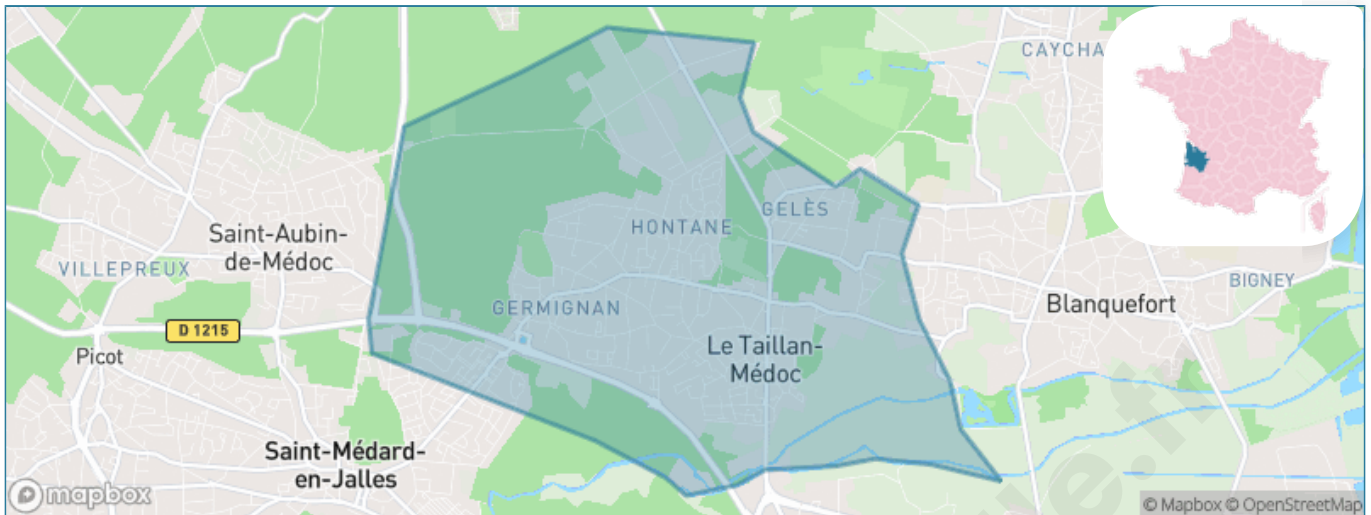 CAYCHA
GELÈS
HONTANE
Saint-Aubin-
de-Médoc
VILLEPREUX
BIGNEY
GERMIGNAN
Blanquefort
D 1215
Le Taillan-
Médoc
Picot
Saint-Médard-
en-Jalles
mapbox
© Mapbox © OpenStreetMap